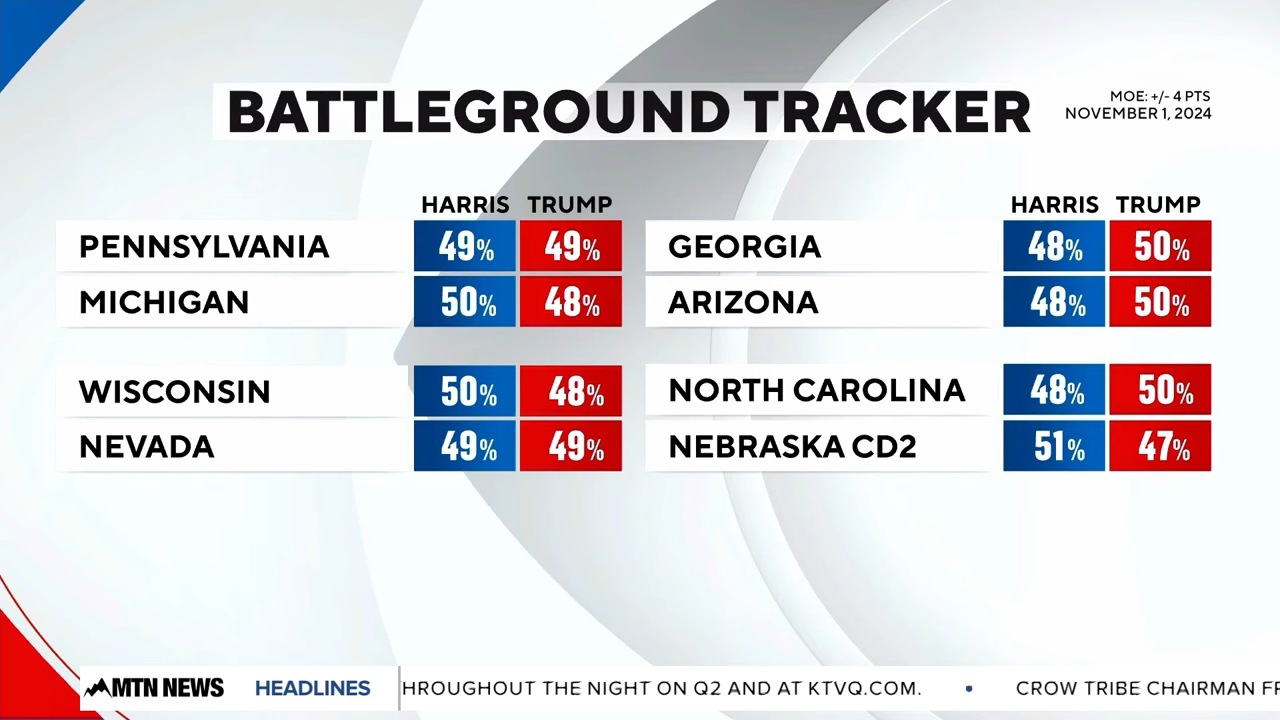 BATTLEGROUND TRACKER
MOE: +/- 4 PTS
NOVEMBER 1, 2024
HARRIS TRUMP
PENNSYLVANIA 49% 49%
MICHIGAN 50% 48%
WISCONSIN 50% 48%
NEVADA 49% 49%
HARRIS TRUMP
GEORGIA 48% 50%
ARIZONA 48% 50%
NORTH CAROLINA 48% 50%
NEBRASKA CD2 51% 47%
MTN NEWS HEADLINES HROUGHOUT THE NIGHT ON Q2 AND AT KTVQ.COM. • CROW TRIBE CHAIRMAN FR